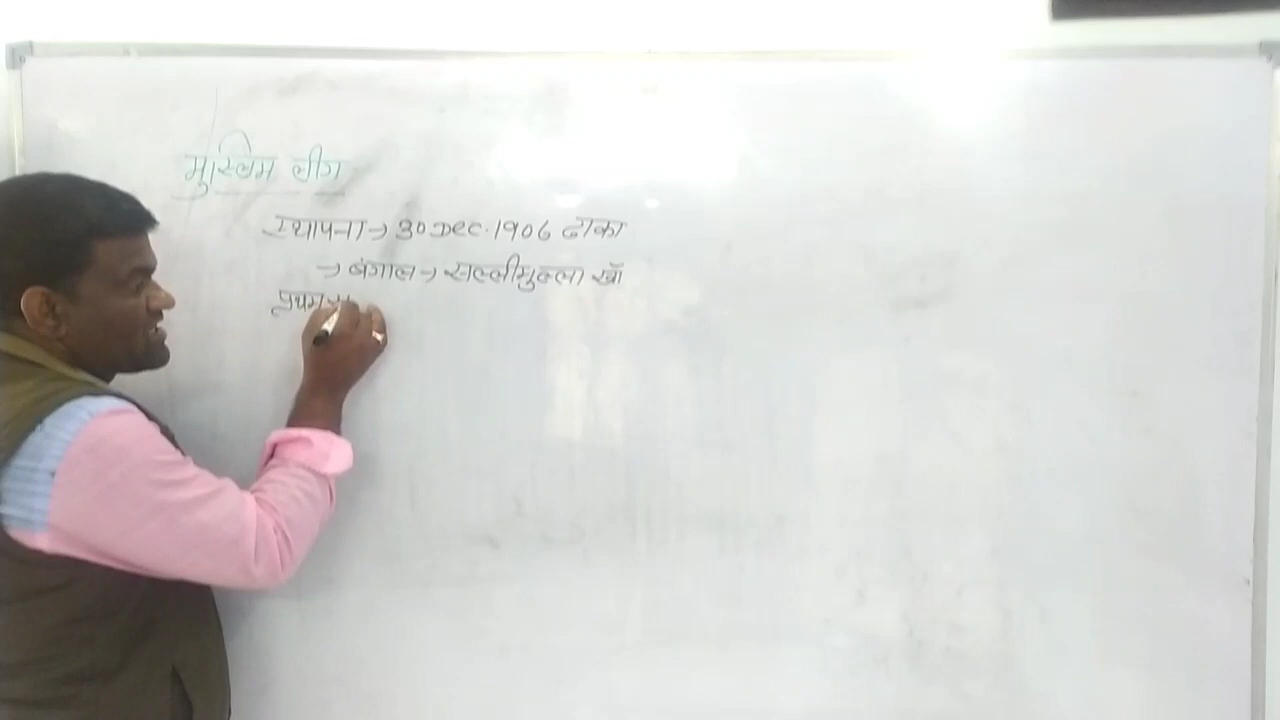 मुस्लिम लीग
स्थापना → 30 Dec. 1906 ढाका
→ बंगाल → सल्लीमुल्ला खाँ
प्रथम